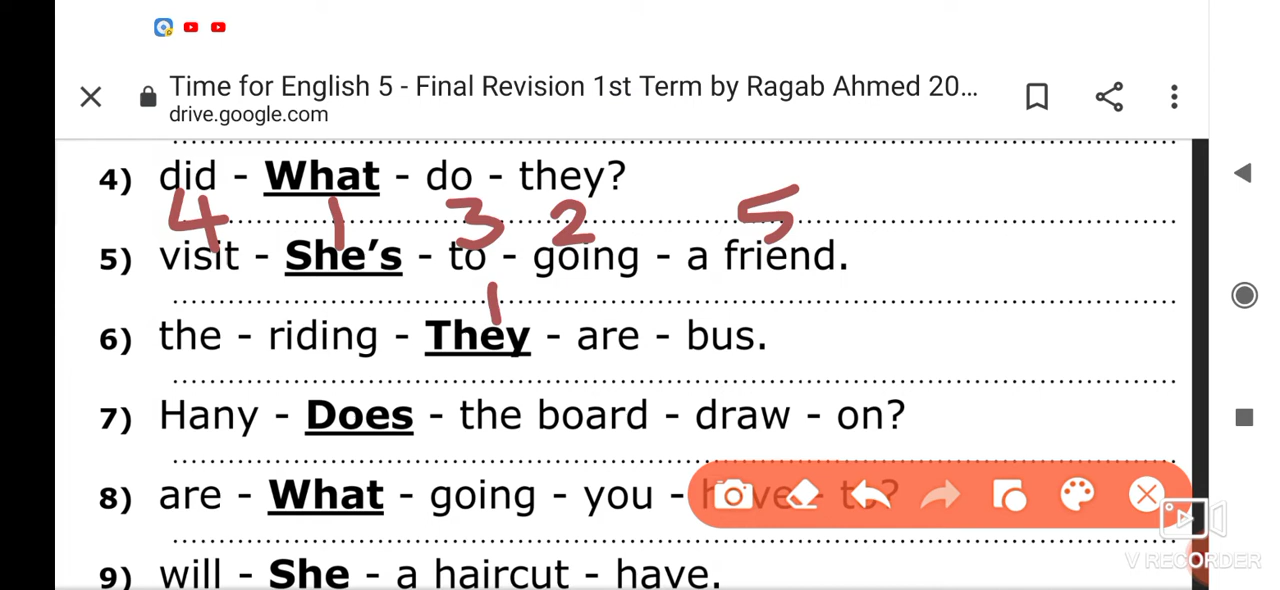 Time for English 5 - Final Revision 1st Term by Ragab Ahmed 20...
drive.google.com
4) did - What - do - they?
4 1 3 2 5
5) visit - She's - to - going - a friend.
1
6) the - riding - They - are - bus.
7) Hany - Does - the board - draw - on?
8) are - What - going - you - have - to?
9) will - She - a haircut - have.
V RECORDER